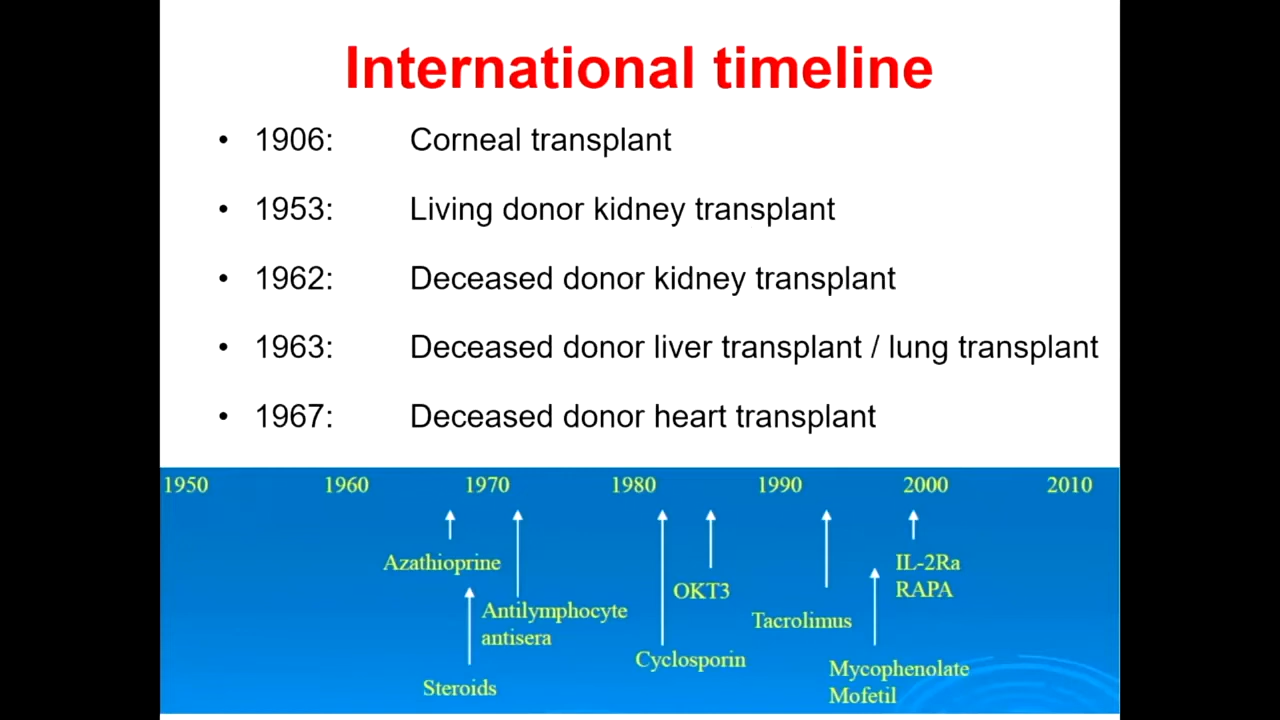 International timeline
• 1906: Corneal transplant
• 1953: Living donor kidney transplant
• 1962: Deceased donor kidney transplant
• 1963: Deceased donor liver transplant / lung transplant
• 1967: Deceased donor heart transplant
1950 1960 1970 1980 1990 2000 2010
Azathioprine
IL-2Ra
RAPA
OKT3
Antilymphocyte
antisera
Tacrolimus
Cyclosporin
Mycophenolate
Mofetil
Steroids